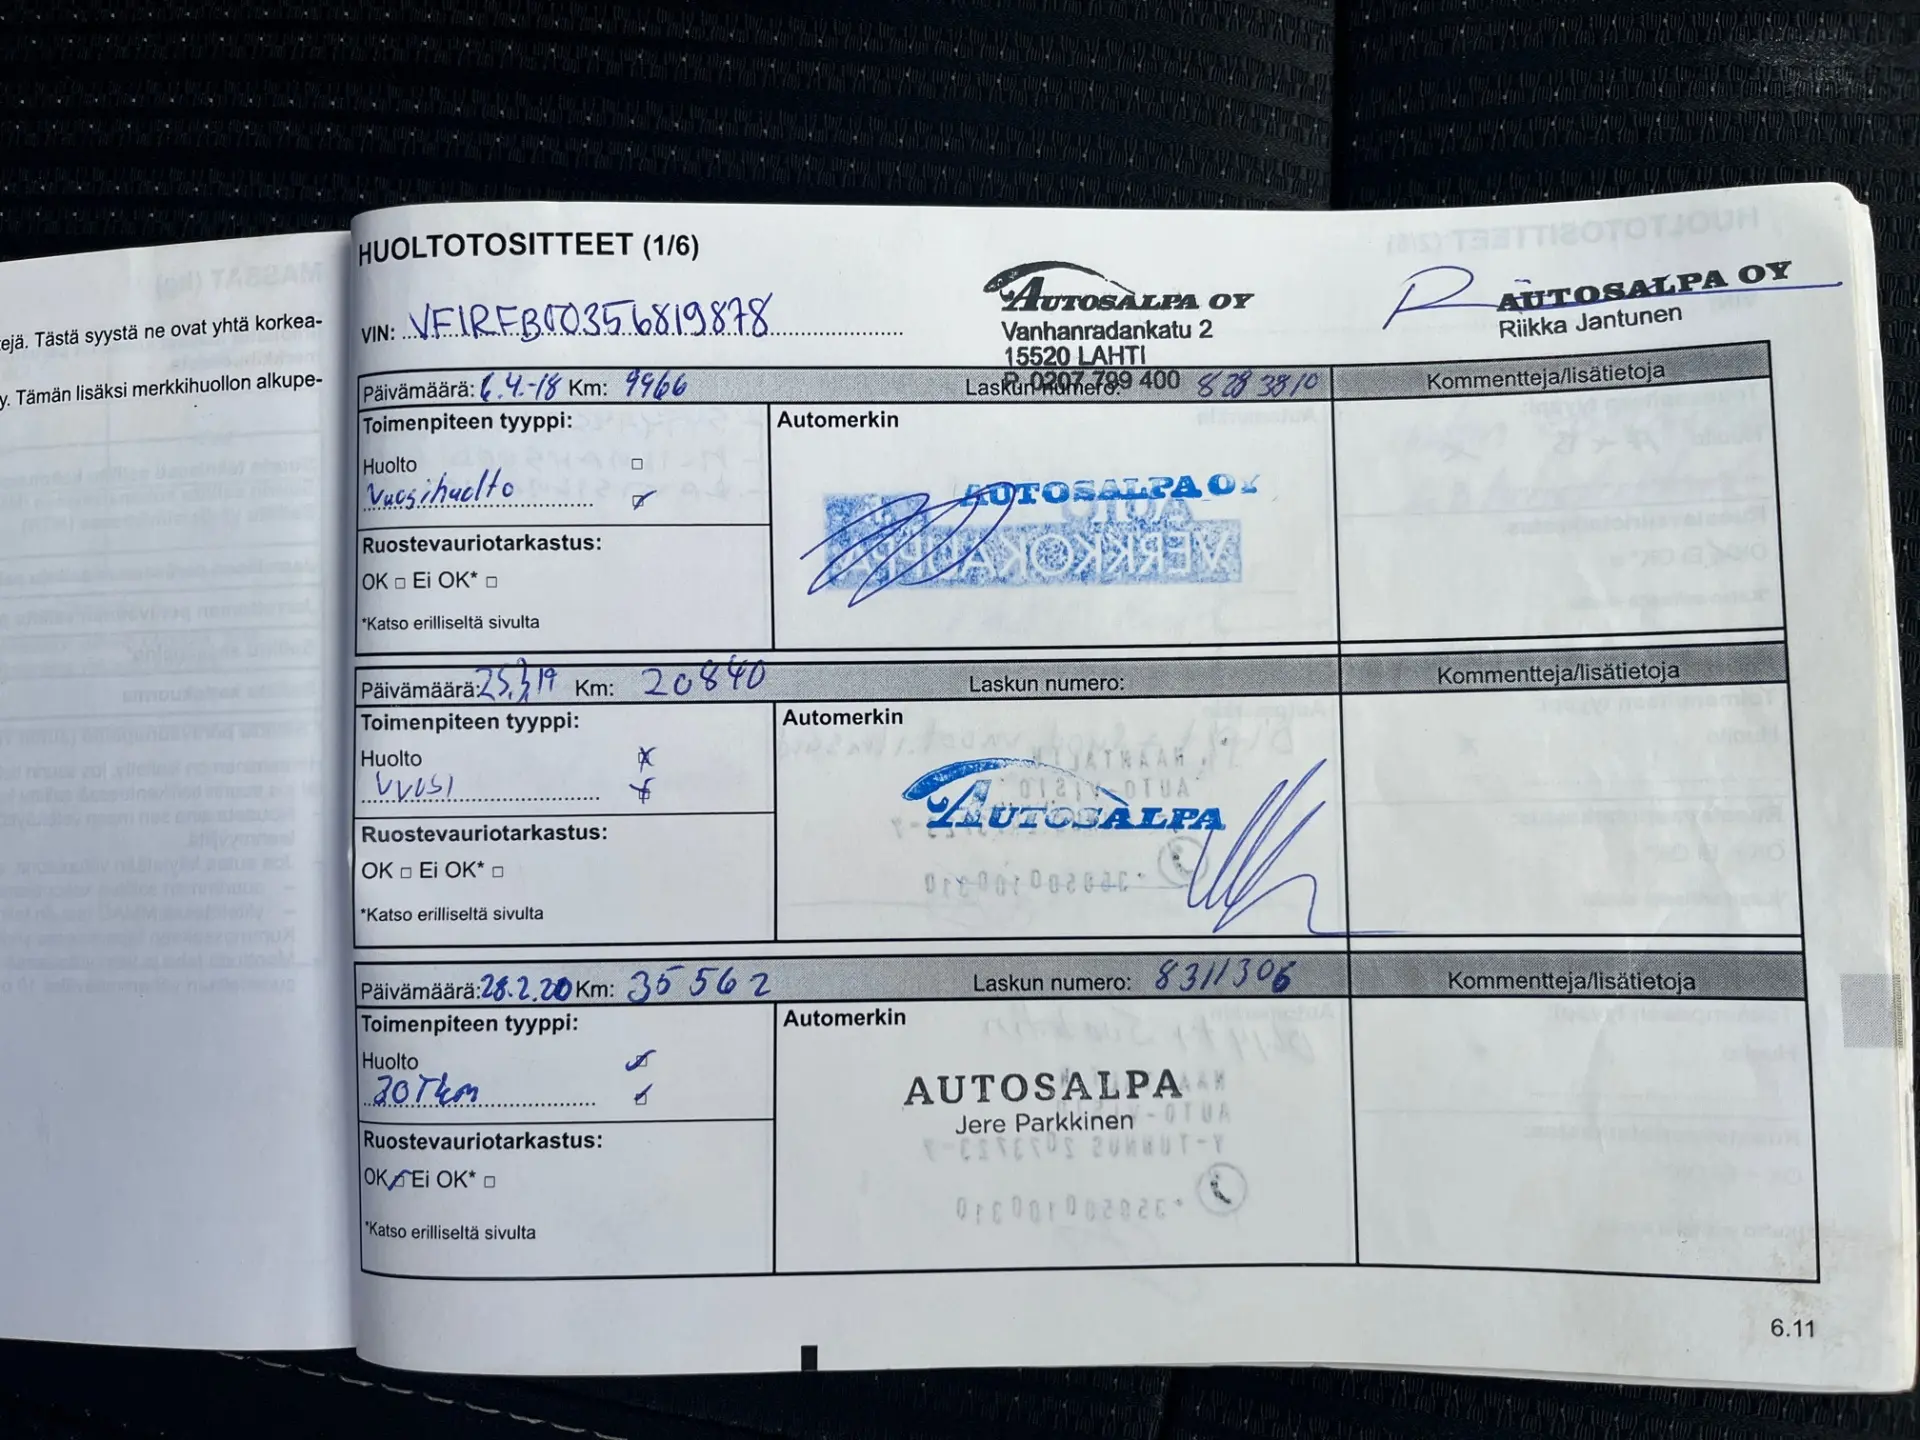 ejä. Tästä syystä ne ovat yhtä korkea-
y. Tämän lisäksi merkkihuollon alkupe-
HUOLTOTOSITTEET (1/6)
VIN: VF1RFB00356819878
AUTOSALPA OY
Vanhanradankatu 2
15520 LAHTI
P. 0207 799 400
AUTOSALPA OY
Riikka Jantunen
Päivämäärä: 6.4.-18 Km: 9966 Laskun numero: 8283810 Kommentteja/lisätietoja
Toimenpiteen tyyppi: Automerkin
Huolto
Vuosihuolto
AUTOSALPA OY
Ruostevauriotarkastus:
OK Ei OK*
*Katso erilliseltä sivulta
Päivämäärä: Km: 20840 Laskun numero: Kommentteja/lisätietoja
Toimenpiteen tyyppi: Automerkin
Huolto
VUOSI
AUTOSALPA
Ruostevauriotarkastus:
OK Ei OK*
*Katso erilliseltä sivulta
Päivämäärä: 28.2.20 Km: 35562 Laskun numero: 8311306 Kommentteja/lisätietoja
Toimenpiteen tyyppi: Automerkin
Huolto
30Tkm
AUTOSALPA
Jere Parkkinen
Ruostevauriotarkastus:
OK Ei OK*
*Katso erilliseltä sivulta
6.11